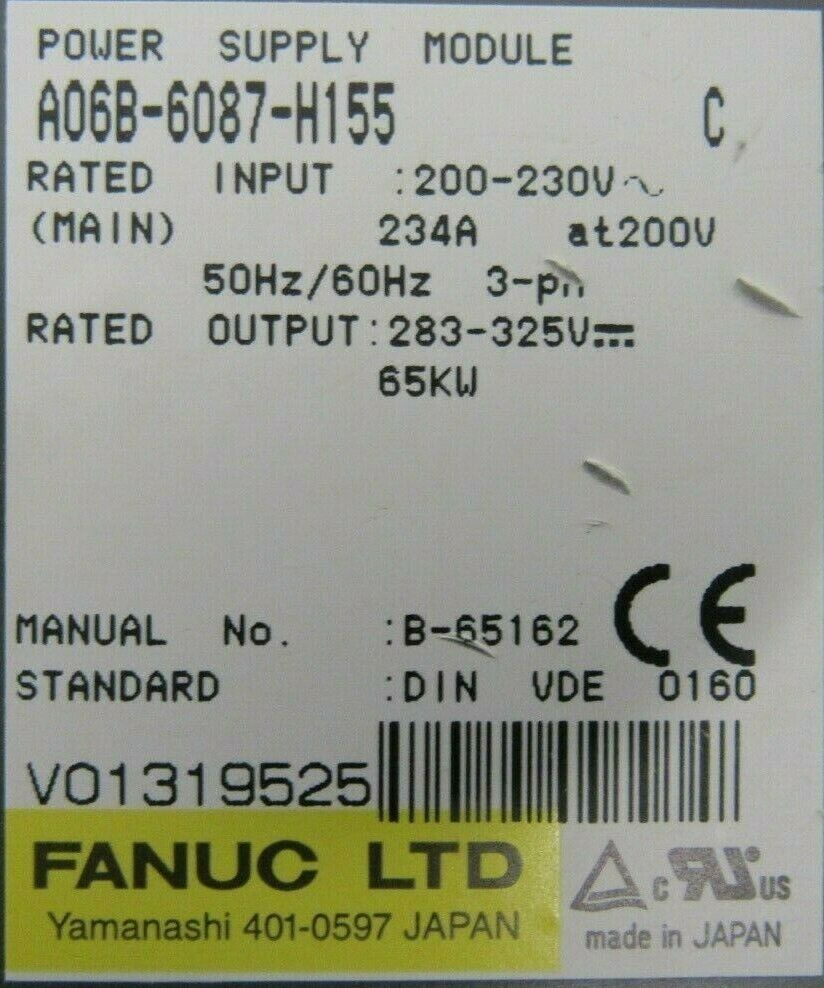 POWER SUPPLY MODULE
A06B-6087-H155 C
RATED INPUT :200-230V~
(MAIN) 234A at200V
50Hz/60Hz 3-ph
RATED OUTPUT:283-325V⎓
65KW
MANUAL No. :B-65162 CE
STANDARD :DIN VDE 0160
V01319525
FANUC LTD
Yamanashi 401-0597 JAPAN
c RU US
made in JAPAN